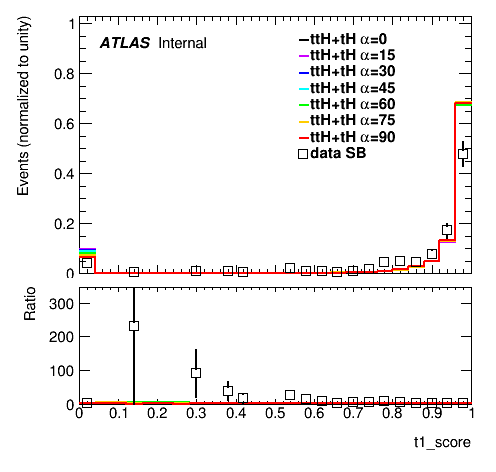 1
0.8
0.6
0.4
0.2
0
Events (normalized to unity)
ATLAS Internal
ttH+tH α=0
ttH+tH α=15
ttH+tH α=30
ttH+tH α=45
ttH+tH α=60
ttH+tH α=75
ttH+tH α=90
data SB
Ratio
300
200
100
0
0 0.1 0.2 0.3 0.4 0.5 0.6 0.7 0.8 0.9 1
t1_score